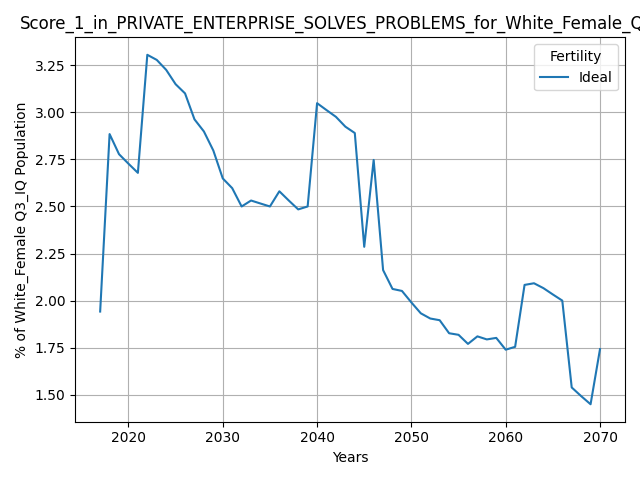 Score_1_in_PRIVATE_ENTERPRISE_SOLVES_PROBLEMS_for_White_Female_Q
Fertility
Ideal
% of White_Female Q3_IQ Population
3.25
3.00
2.75
2.50
2.25
2.00
1.75
1.50
2020 2030 2040 2050 2060 2070
Years